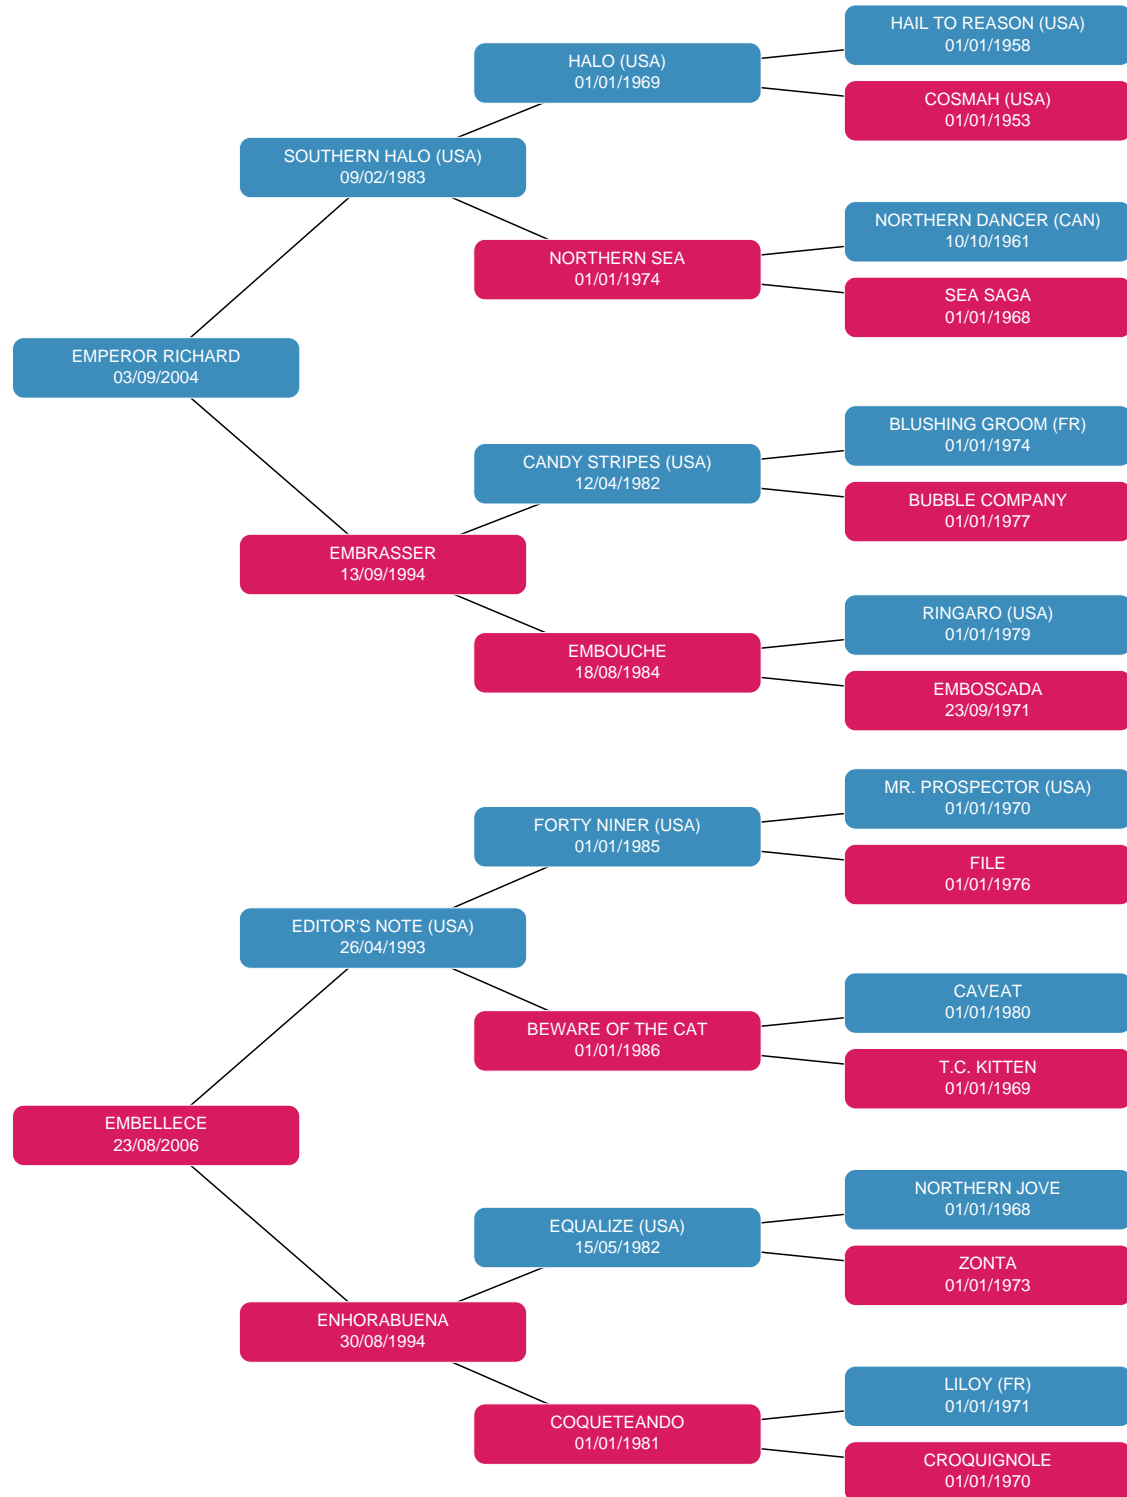 HAIL TO REASON (USA)
01/01/1958
HALO (USA)
01/01/1969
COSMAH (USA)
01/01/1953
SOUTHERN HALO (USA)
09/02/1983
NORTHERN DANCER (CAN)
10/10/1961
NORTHERN SEA
01/01/1974
SEA SAGA
01/01/1968
EMPEROR RICHARD
03/09/2004
BLUSHING GROOM (FR)
01/01/1974
CANDY STRIPES (USA)
12/04/1982
BUBBLE COMPANY
01/01/1977
EMBRASSER
13/09/1994
RINGARO (USA)
01/01/1979
EMBOUCHE
18/08/1984
EMBOSCADA
23/09/1971
MR. PROSPECTOR (USA)
01/01/1970
FORTY NINER (USA)
01/01/1985
FILE
01/01/1976
EDITOR'S NOTE (USA)
26/04/1993
CAVEAT
01/01/1980
BEWARE OF THE CAT
01/01/1986
T.C. KITTEN
01/01/1969
EMBELLECE
23/08/2006
NORTHERN JOVE
01/01/1968
EQUALIZE (USA)
15/05/1982
ZONTA
01/01/1973
ENHORABUENA
30/08/1994
LILOY (FR)
01/01/1971
COQUETEANDO
01/01/1981
CROQUIGNOLE
01/01/1970